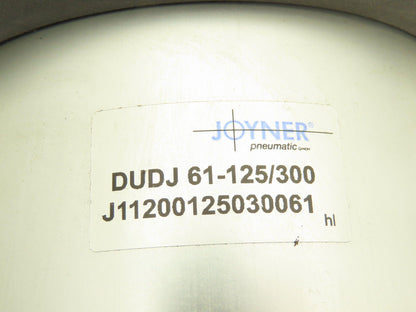 JOYNER®
pneumatic GmbH
DUDJ 61-125/300
J11200125030061
hl